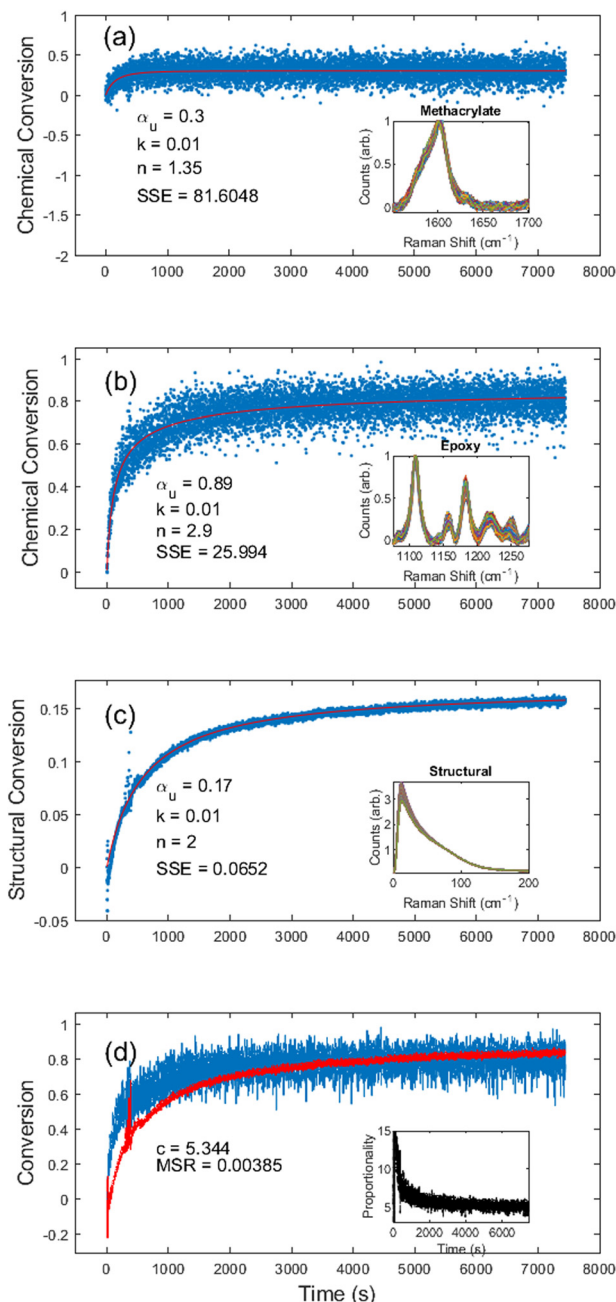 (a)
Chemical Conversion
1
0.5
0
-0.5
-1
-1.5
-2
αu = 0.3
k = 0.01
n = 1.35
SSE = 81.6048
Methacrylate
Counts (arb.)
1
0.5
0
1600 1650 1700
Raman Shift (cm⁻¹)
0 1000 2000 3000 4000 5000 6000 7000 8000
(b)
Chemical Conversion
1
0.8
0.6
0.4
0.2
0
αu = 0.89
k = 0.01
n = 2.9
SSE = 25.994
Epoxy
Counts (arb.)
1
0.5
0
1100 1150 1200 1250
Raman Shift (cm⁻¹)
0 1000 2000 3000 4000 5000 6000 7000 8000
(c)
Structural Conversion
0.15
0.1
0.05
0
-0.05
αu = 0.17
k = 0.01
n = 2
SSE = 0.0652
Structural
Counts (arb.)
3
2
1
0 100 200
Raman Shift (cm⁻¹)
0 1000 2000 3000 4000 5000 6000 7000 8000
(d)
Conversion
1
0.8
0.6
0.4
0.2
0
-0.2
c = 5.344
MSR = 0.00385
Proportionality
15
10
5
0 2000 4000 6000
Time (s)
0 1000 2000 3000 4000 5000 6000 7000 8000
Time (s)